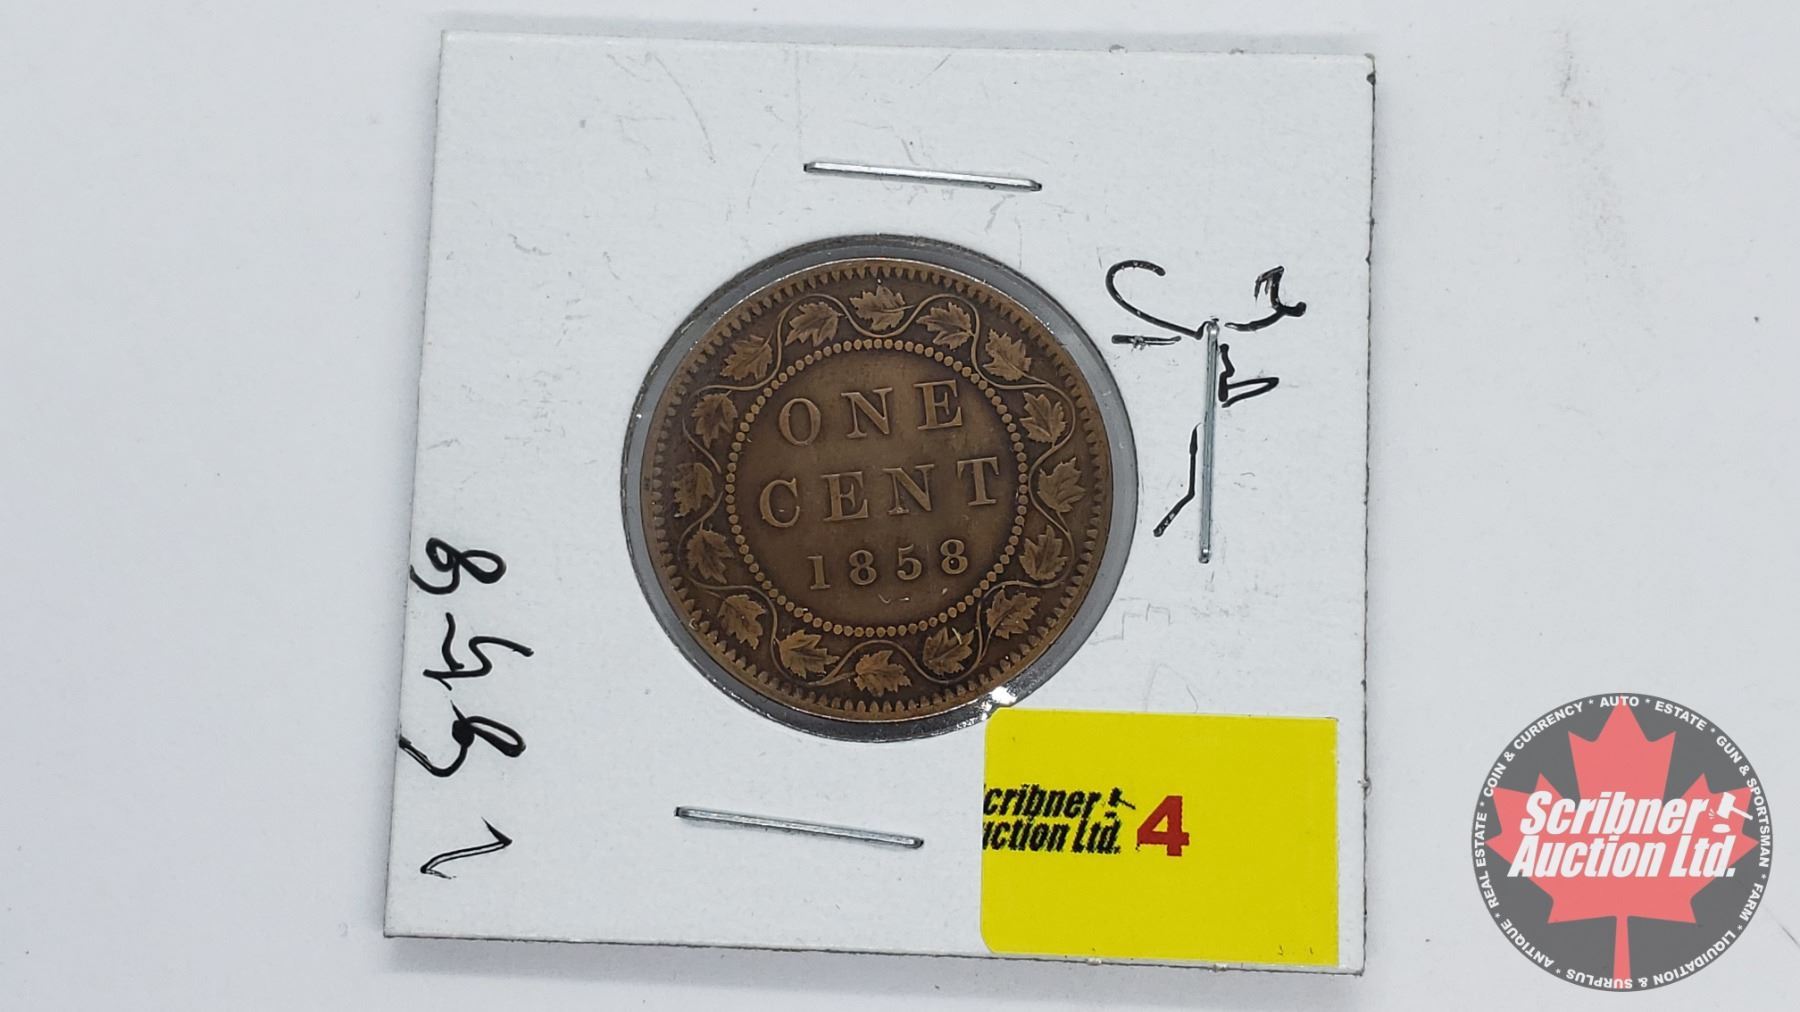 ONE
CENT
1858
1858
cribner
uction Ltd. 4
COIN & CURRENCY * AUTO * ESTATE * GUN & SPORTSMAN * FARM * LIQUIDATION & SURPLUS * ANTIQUE * REAL ESTATE *
Scribner
Auction Ltd.